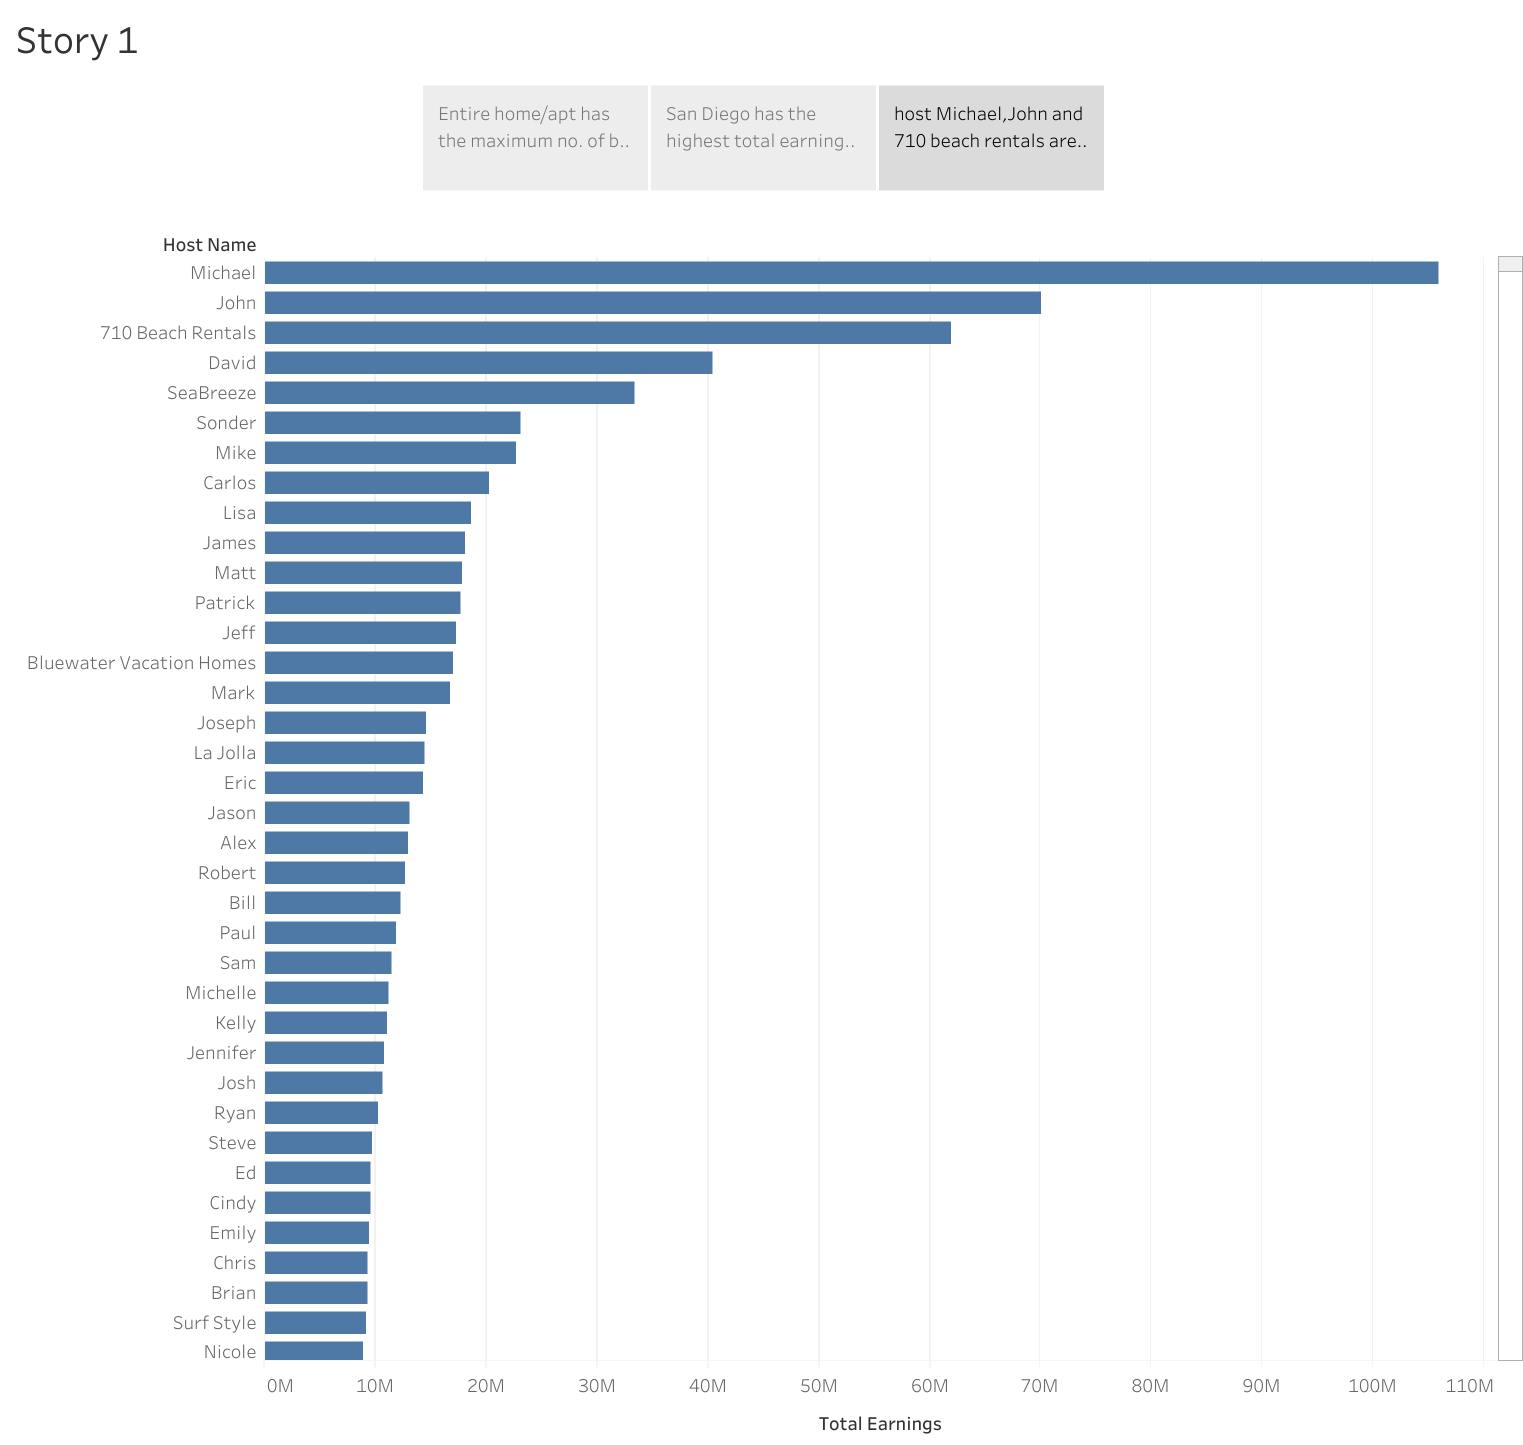 Story 1
Entire home/apt has
the maximum no. of b..
San Diego has the
highest total earning..
host Michael,John and
710 beach rentals are..
Host Name
Michael
John
710 Beach Rentals
David
SeaBreeze
Sonder
Mike
Carlos
Lisa
James
Matt
Patrick
Jeff
Bluewater Vacation Homes
Mark
Joseph
La Jolla
Eric
Jason
Alex
Robert
Bill
Paul
Sam
Michelle
Kelly
Jennifer
Josh
Ryan
Steve
Ed
Cindy
Emily
Chris
Brian
Surf Style
Nicole
0M 10M 20M 30M 40M 50M 60M 70M 80M 90M 100M 110M
Total Earnings